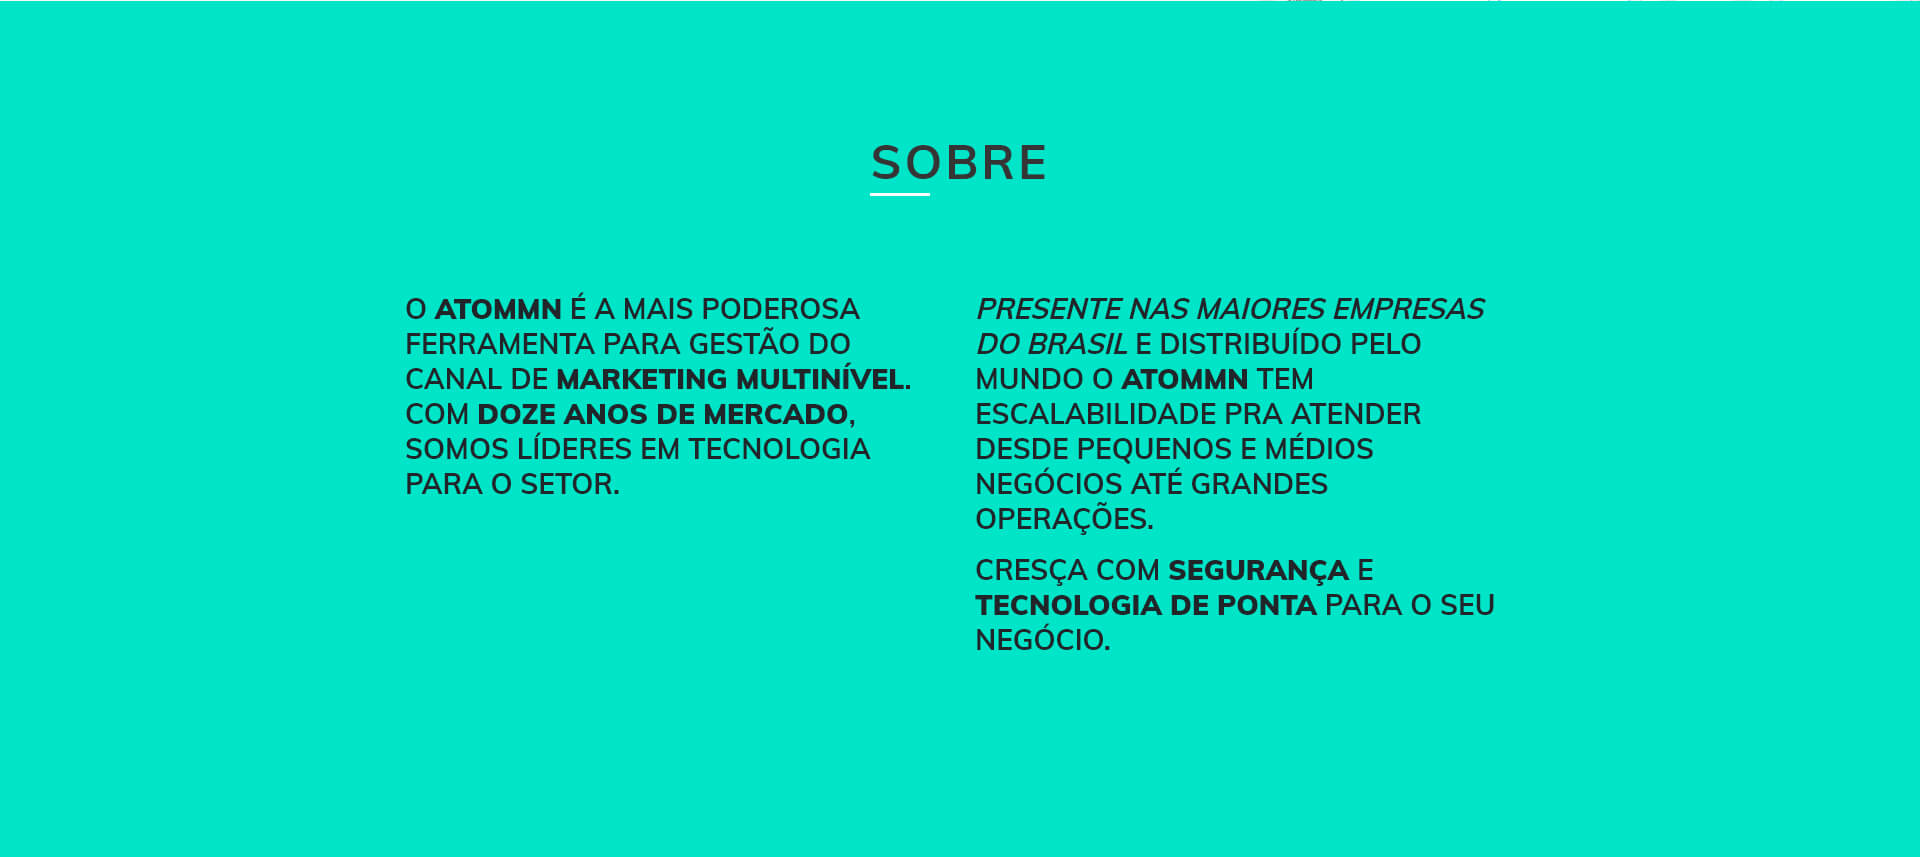 SOBRE
O ATOMMN É A MAIS PODEROSA
FERRAMENTA PARA GESTÃO DO
CANAL DE MARKETING MULTINÍVEL.
COM DOZE ANOS DE MERCADO,
SOMOS LÍDERES EM TECNOLOGIA
PARA O SETOR.
PRESENTE NAS MAIORES EMPRESAS
DO BRASIL E DISTRIBUÍDO PELO
MUNDO O ATOMMN TEM
ESCALABILIDADE PRA ATENDER
DESDE PEQUENOS E MÉDIOS
NEGÓCIOS ATÉ GRANDES
OPERAÇÕES.
CRESÇA COM SEGURANÇA E
TECNOLOGIA DE PONTA PARA O SEU
NEGÓCIO.